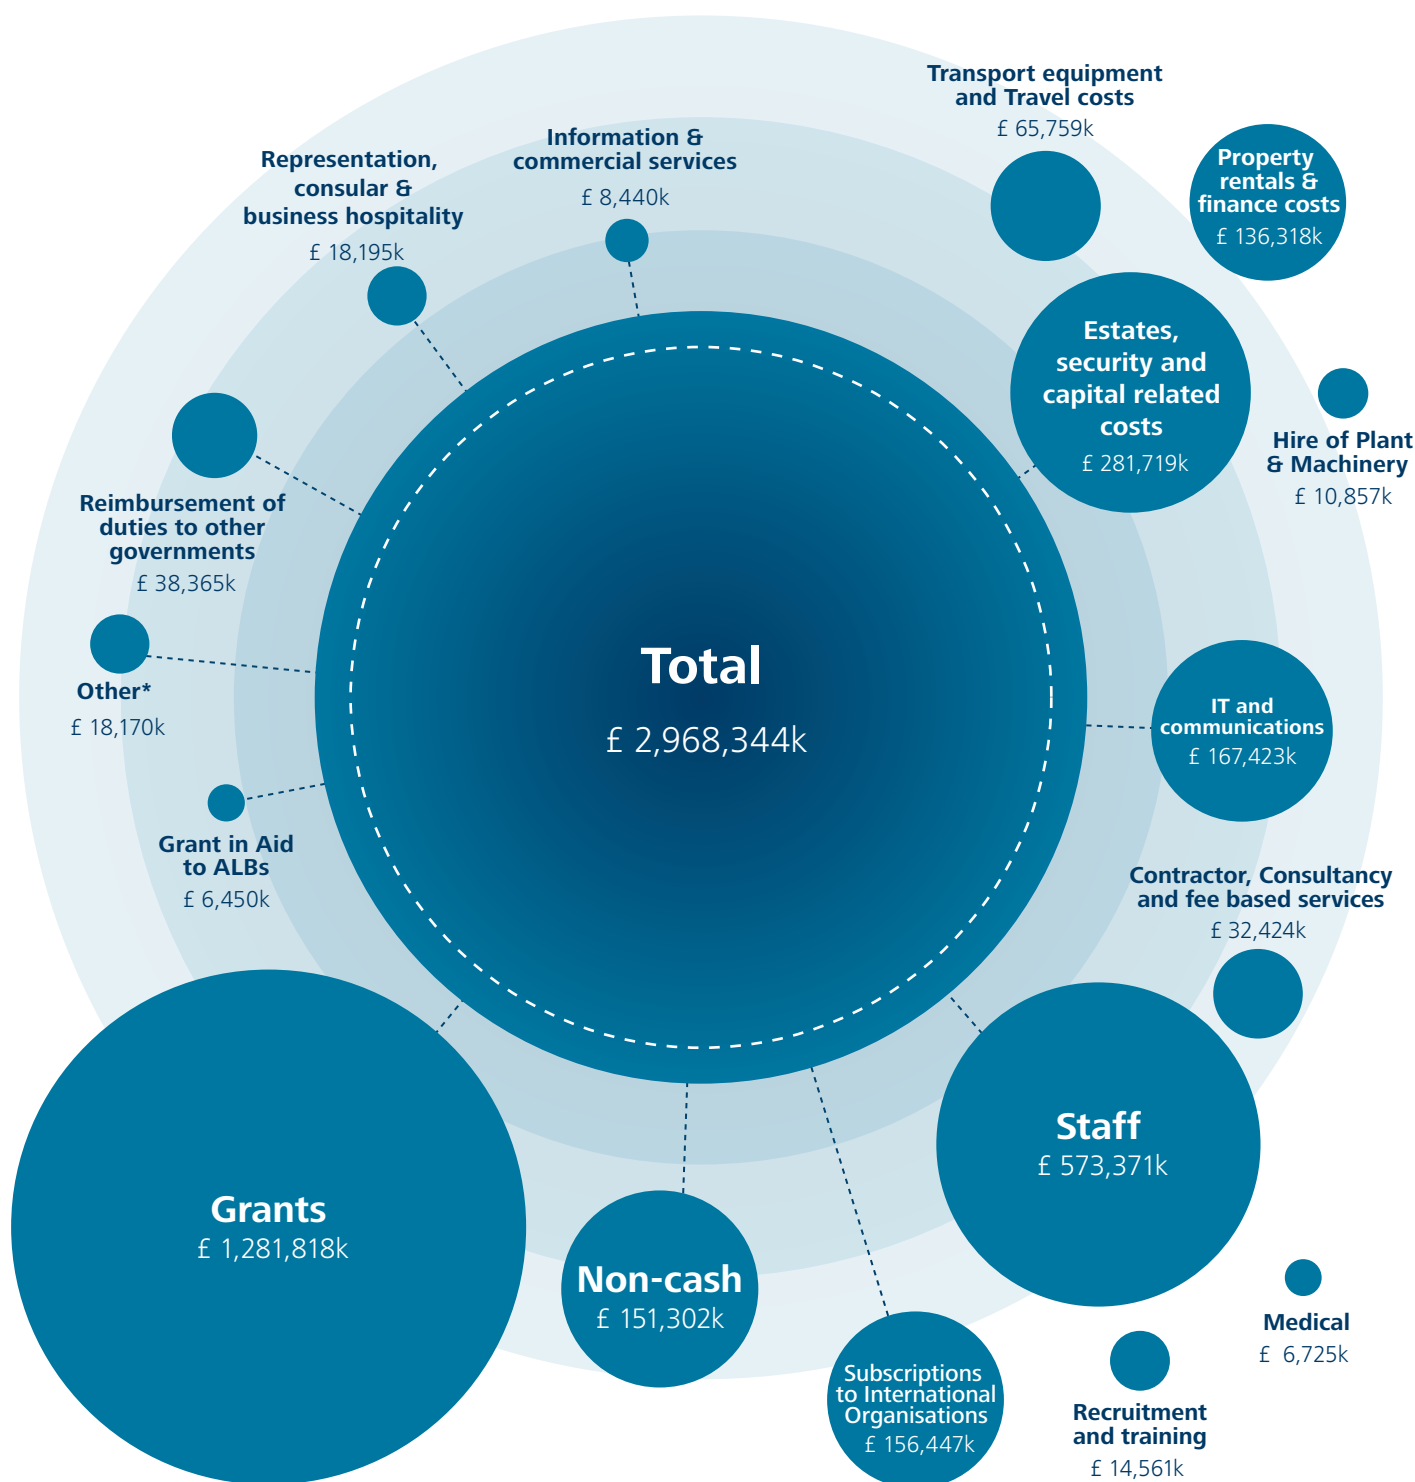 Transport equipment
and Travel costs
£ 65,759k
Information &
commercial services
£ 8,440k
Representation,
consular &
business hospitality
£ 18,195k
Property
rentals &
finance costs
£ 136,318k
Estates,
security and
capital related
costs
£ 281,719k
Hire of Plant
& Machinery
£ 10,857k
Reimbursement of
duties to other
governments
£ 38,365k
Other*
£ 18,170k
Total
£ 2,968,344k
IT and
communications
£ 167,423k
Grant in Aid
to ALBs
£ 6,450k
Contractor, Consultancy
and fee based services
£ 32,424k
Staff
£ 573,371k
Grants
£ 1,281,818k
Non-cash
£ 151,302k
Subscriptions
to International
Organisations
£ 156,447k
Medical
£ 6,725k
Recruitment
and training
£ 14,561k